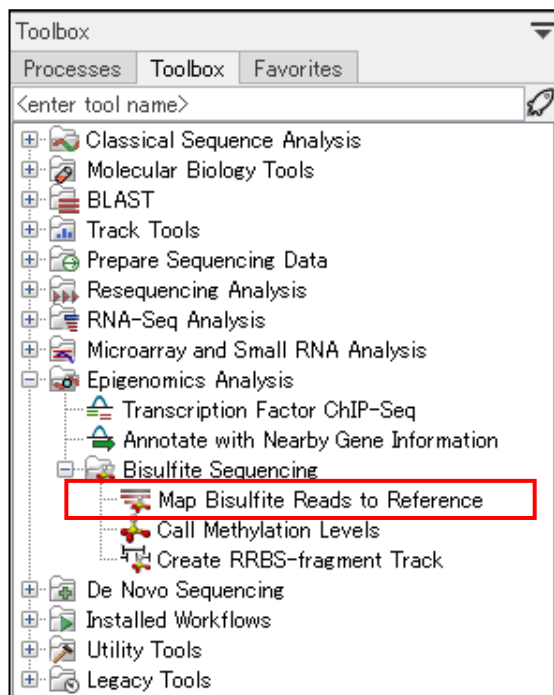 Toolbox
Processes Toolbox Favorites
<enter tool name>
Classical Sequence Analysis
Molecular Biology Tools
BLAST
Track Tools
Prepare Sequencing Data
Resequencing Analysis
RNA-Seq Analysis
Microarray and Small RNA Analysis
Epigenomics Analysis
Transcription Factor ChIP-Seq
Annotate with Nearby Gene Information
Bisulfite Sequencing
Map Bisulfite Reads to Reference
Call Methylation Levels
Create RRBS-fragment Track
De Novo Sequencing
Installed Workflows
Utility Tools
Legacy Tools